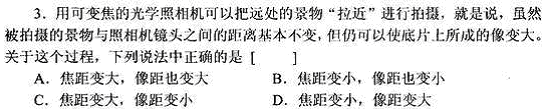 3．用可变焦的光学照相机可以把远处的景物“拉近”进行拍摄，就是说，虽然
被拍摄的景物与照相机镜头之间的距离基本不变，但仍可以使底片上所成的像变大。
关于这个过程，下列说法中正确的是［　　］
A．焦距变大，像距也变大　　B．焦距变小，像距也变小
C．焦距变大，像距变小　　D．焦距变小，像距变大